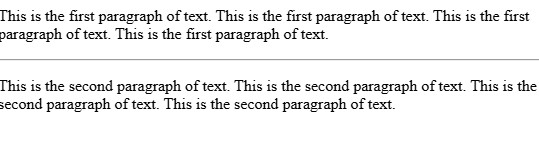 This is the first paragraph of text. This is the first paragraph of text. This is the first
paragraph of text. This is the first paragraph of text.
This is the second paragraph of text. This is the second paragraph of text. This is the
second paragraph of text. This is the second paragraph of text.